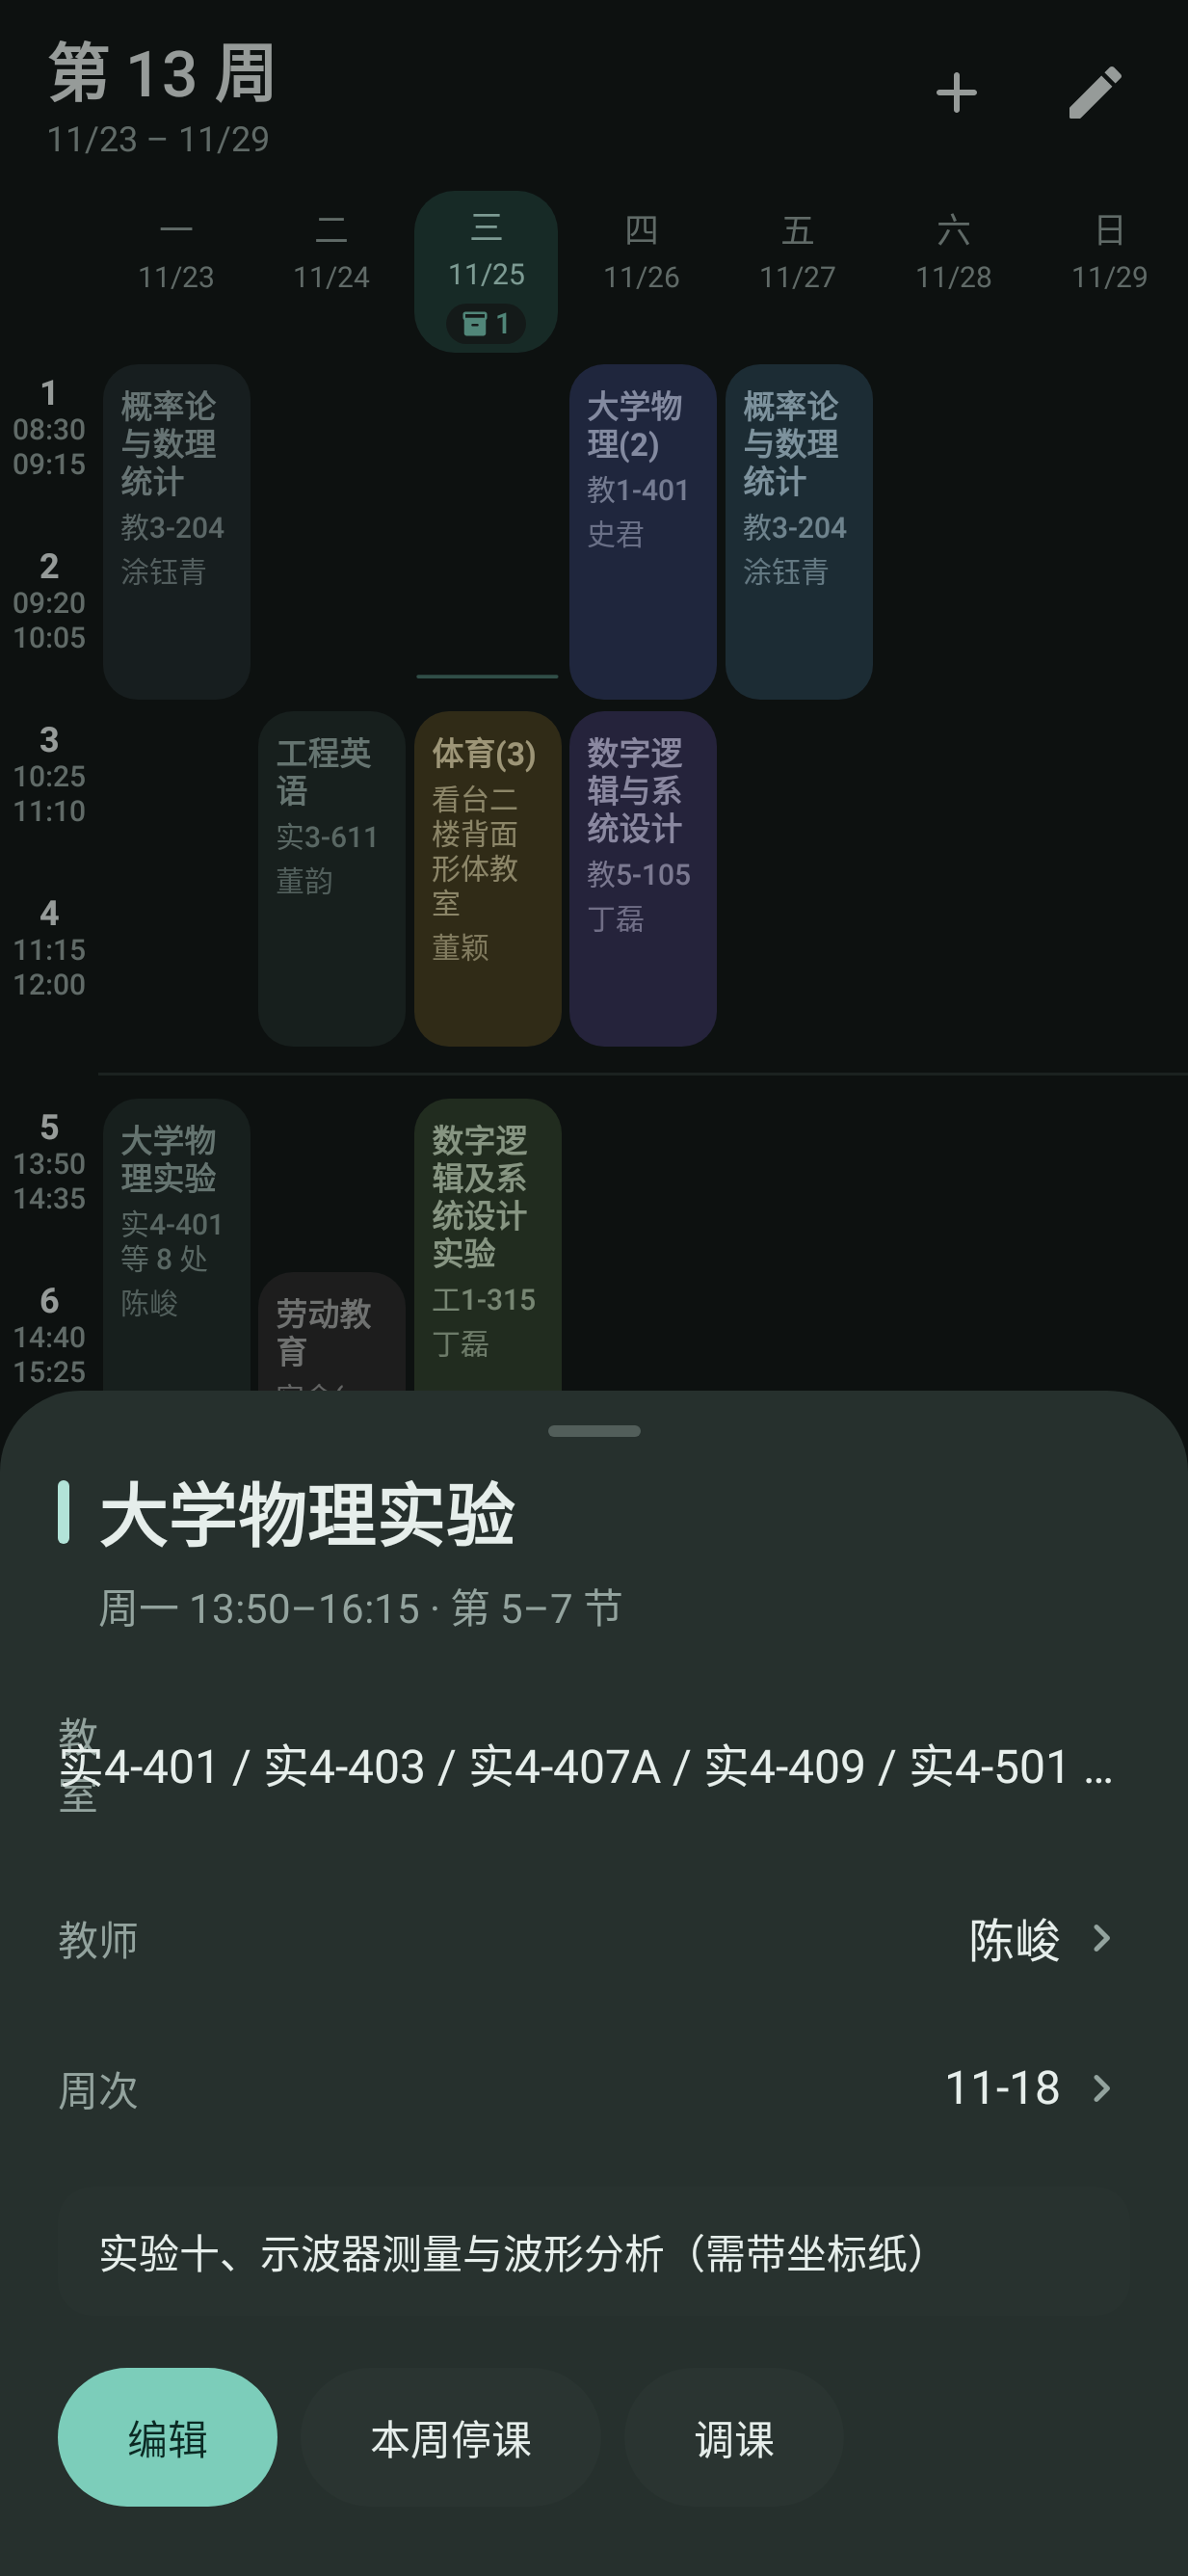 第 13 周
11/23 – 11/29
一 二 三 四 五 六 日
11/23 11/24 11/25 11/26 11/27 11/28 11/29
1
1
08:30
09:15
2
09:20
10:05
3
10:25
11:10
4
11:15
12:00
5
13:50
14:35
6
14:40
15:25
概率论
与数理
统计
教3-204
涂钰青
大学物
理(2)
教1-401
史君
概率论
与数理
统计
教3-204
涂钰青
工程英
语
实3-611
董韵
体育(3)
看台二
楼背面
形体教
室
董颖
数字逻
辑与系
统设计
教5-105
丁磊
大学物
理实验
实4-401
等 8 处
陈峻
劳动教
育
数字逻
辑及系
统设计
实验
工1-315
丁磊
大学物理实验
周一 13:50–16:15 · 第 5–7 节
教
室
实4-401 / 实4-403 / 实4-407A / 实4-409 / 实4-501 ...
教师
陈峻
周次
11-18
实验十、示波器测量与波形分析（需带坐标纸）
编辑
本周停课
调课